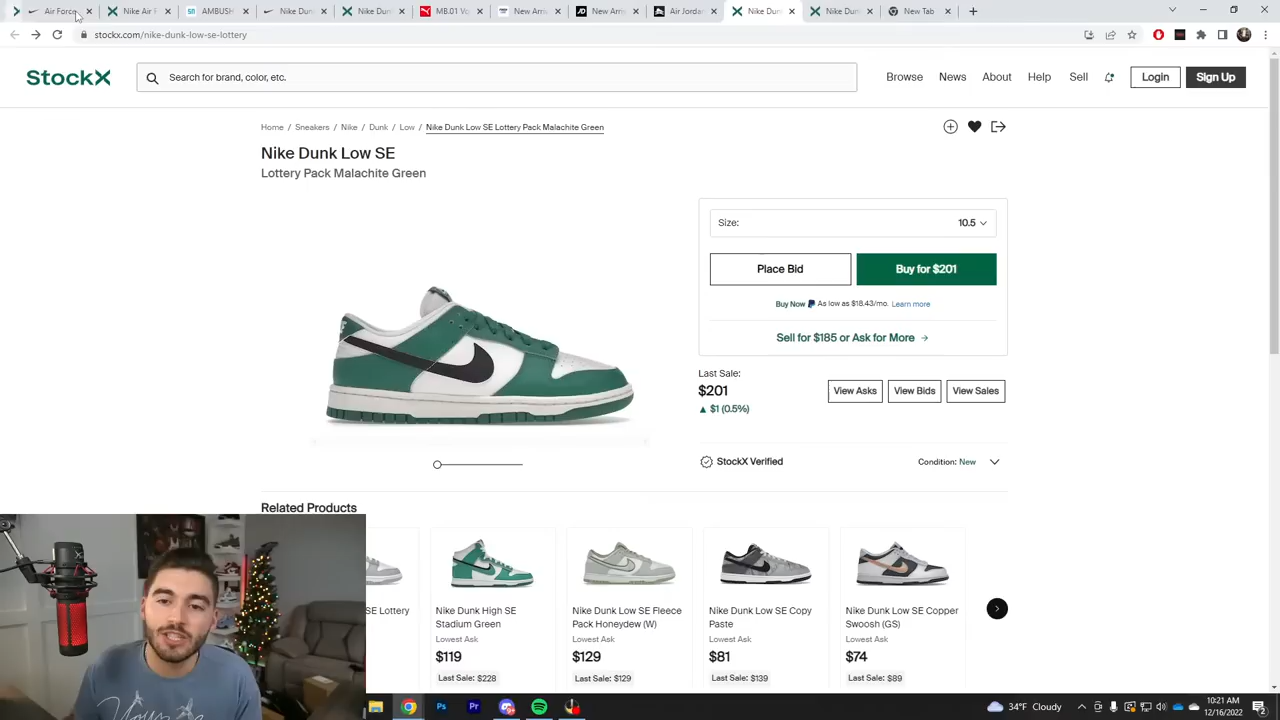 Air Force
Nike Air F
AMBUSH
Nike Dun
Nike Dun
MB.01 Vo
New Arri
New Arri
Air Jorda
Nike Dun
Nike Dun
New Tab
stockx.com/nike-dunk-low-se-lottery
StockX
Search for brand, color, etc.
Browse News About Help Sell Login Sign Up
Home / Sneakers / Nike / Dunk / Low / Nike Dunk Low SE Lottery Pack Malachite Green
Nike Dunk Low SE
Lottery Pack Malachite Green
Size: 10.5
Place Bid Buy for $201
Buy Now As low as $18.43/mo. Learn more
Sell for $185 or Ask for More →
Last Sale:
$201
▲ $1 (0.5%)
View Asks View Bids View Sales
StockX Verified Condition: New
Related Products
SE Lottery
Nike Dunk High SE
Stadium Green
Lowest Ask
$119
Last Sale: $228
Nike Dunk Low SE Fleece
Pack Honeydew (W)
Lowest Ask
$129
Last Sale: $129
Nike Dunk Low SE Copy
Paste
Lowest Ask
$81
Last Sale: $139
Nike Dunk Low SE Copper
Swoosh (GS)
Lowest Ask
$74
Last Sale: $89
34°F Cloudy
10:21 AM
12/16/2022